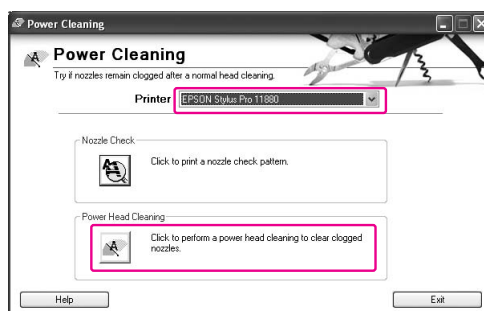 Power Cleaning
Power Cleaning
Try if nozzles remain clogged after a normal head cleaning.
Printer EPSON Stylus Pro 11880
Nozzle Check
Click to print a nozzle check pattern.
Power Head Cleaning
Click to perform a power head cleaning to clear clogged
nozzles.
Help Exit